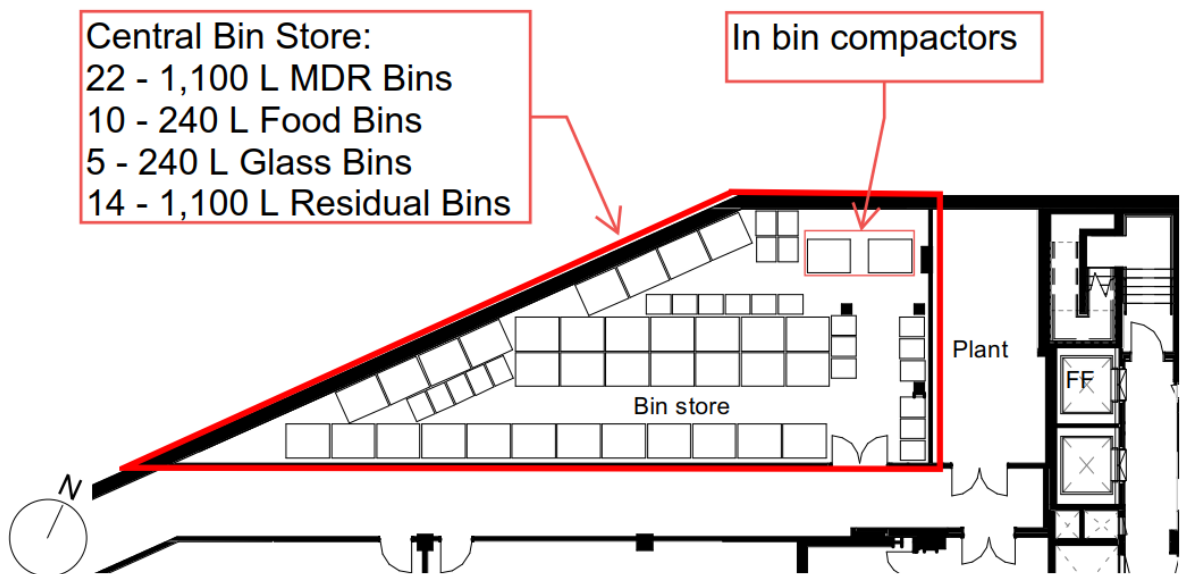 Central Bin Store:
22 - 1,100 L MDR Bins
10 - 240 L Food Bins
5 - 240 L Glass Bins
14 - 1,100 L Residual Bins
In bin compactors
Plant
FF
Bin store
N